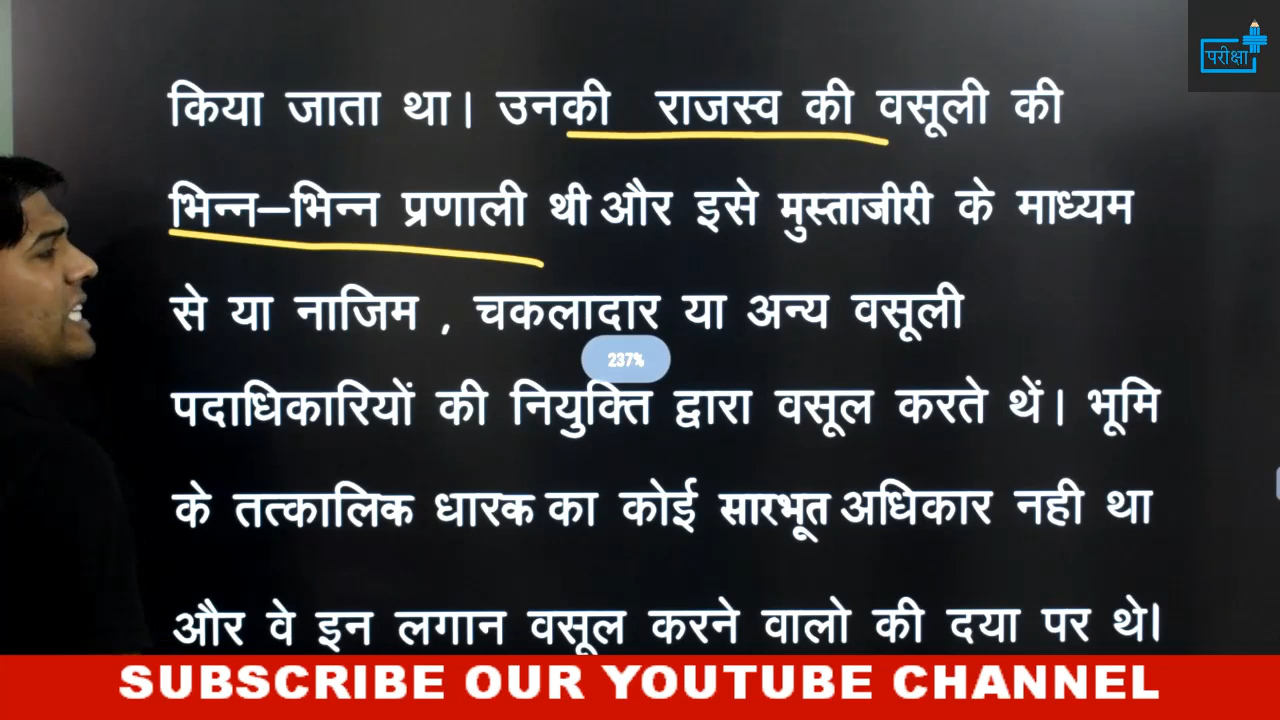 परीक्षा
किया जाता था। उनकी राजस्व की वसूली की
भिन्न–भिन्न प्रणाली थी और इसे मुस्ताजीरी के माध्यम
से या नाजिम , चकलादार या अन्य वसूली
237%
पदाधिकारियों की नियुक्ति द्वारा वसूल करते थें। भूमि
के तत्कालिक धारक का कोई सारभूत अधिकार नही था
और वे इन लगान वसूल करने वालो की दया पर थे।
SUBSCRIBE OUR YOUTUBE CHANNEL